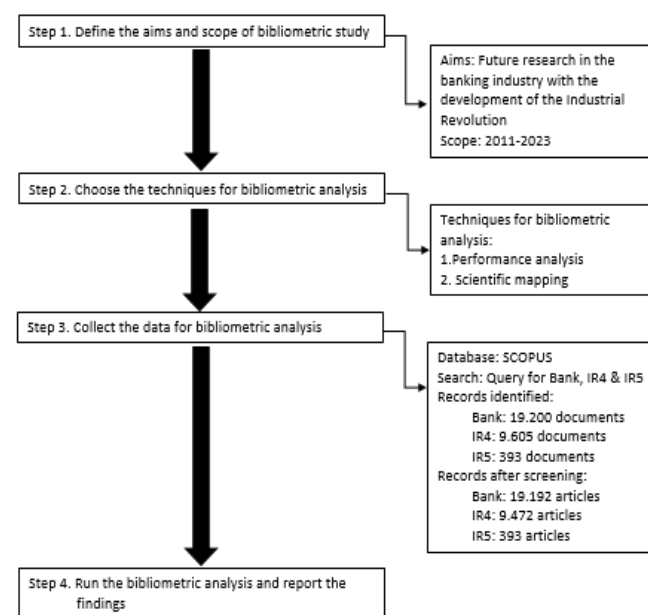 Step 1. Define the aims and scope of bibliometric study
Aims: Future research in the
banking industry with the
development of the Industrial
Revolution
Scope: 2011-2023
Step 2. Choose the techniques for bibliometric analysis
Techniques for bibliometric
analysis:
1.Performance analysis
2. Scientific mapping
Step 3. Collect the data for bibliometric analysis
Database: SCOPUS
Search: Query for Bank, IR4 & IR5
Records identified:
Bank: 19.200 documents
IR4: 9.605 documents
IR5: 393 documents
Records after screening:
Bank: 19.192 articles
IR4: 9.472 articles
IR5: 393 articles
Step 4. Run the bibliometric analysis and report the
findings